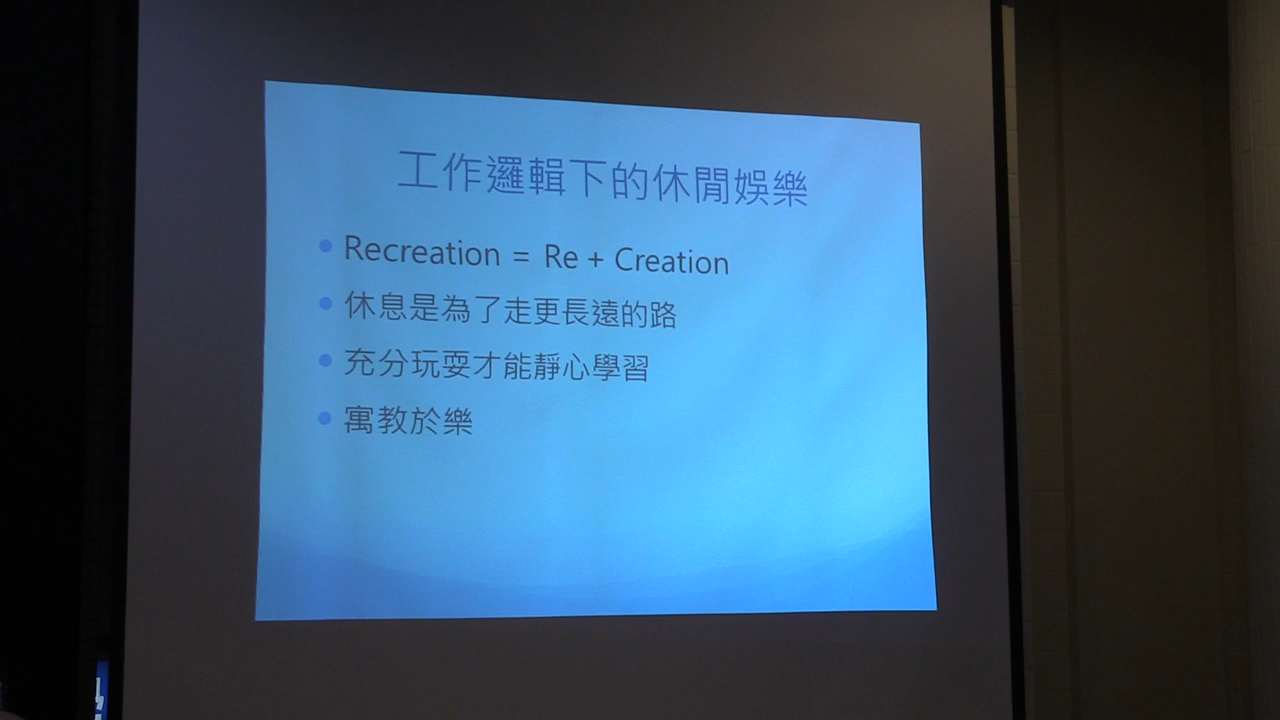 工作邏輯下的休閒娛樂
Recreation = Re + Creation
休息是為了走更長遠的路
充分玩耍才能靜心學習
寓教於樂